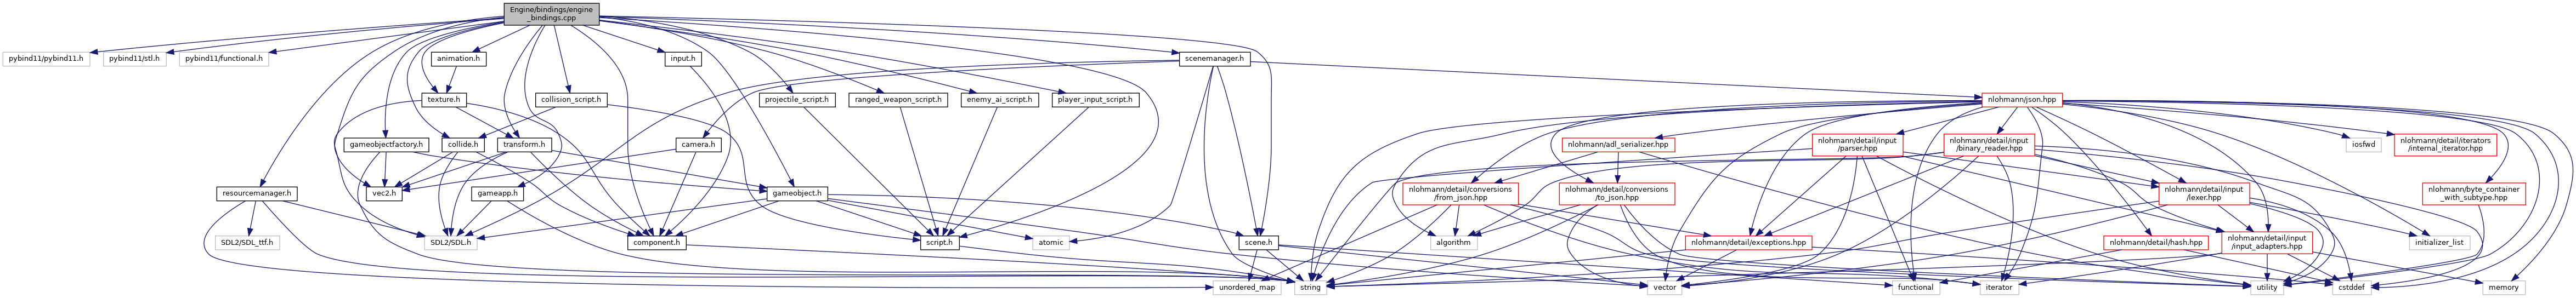 Engine/bindings/engine
_bindings.cpp
pybind11/pybind11.h
pybind11/stl.h
pybind11/functional.h
animation.h
input.h
scenemanager.h
texture.h
collision_script.h
projectile_script.h
ranged_weapon_script.h
enemy_ai_script.h
player_input_script.h
nlohmann/json.hpp
gameobjectfactory.h
collide.h
transform.h
camera.h
nlohmann/adl_serializer.hpp
nlohmann/detail/input
/parser.hpp
nlohmann/detail/input
/binary_reader.hpp
iosfwd
nlohmann/detail/iterators
/internal_iterator.hpp
resourcemanager.h
vec2.h
gameapp.h
gameobject.h
nlohmann/detail/conversions
/from_json.hpp
nlohmann/detail/conversions
/to_json.hpp
nlohmann/detail/input
/lexer.hpp
nlohmann/byte_container
_with_subtype.hpp
SDL2/SDL_ttf.h
SDL2/SDL.h
component.h
script.h
atomic
scene.h
algorithm
nlohmann/detail/exceptions.hpp
nlohmann/detail/hash.hpp
nlohmann/detail/input
/input_adapters.hpp
initializer_list
unordered_map
string
vector
functional
iterator
utility
cstddef
memory